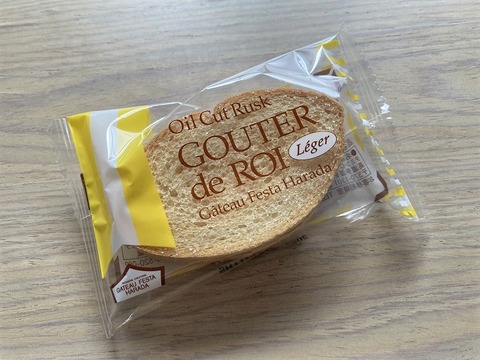 Oil Cut Rusk
GOUTER
de ROI
Léger
Gâteau Festa Harada
GATEAU FESTA
HARADA